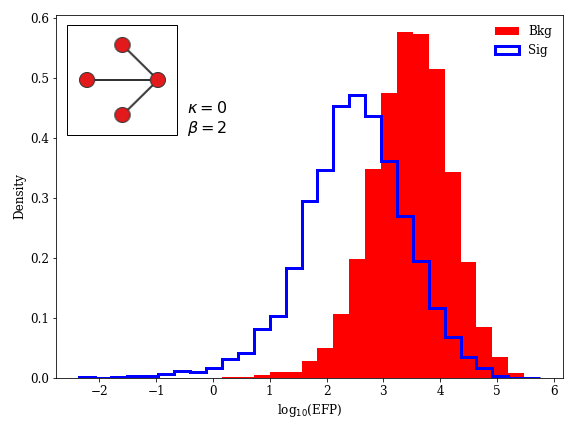 0.6
0.5
0.4
0.3
0.2
0.1
0.0
Density
κ = 0
β = 2
Bkg
Sig
−2 −1 0 1 2 3 4 5 6
log₁₀(EFP)